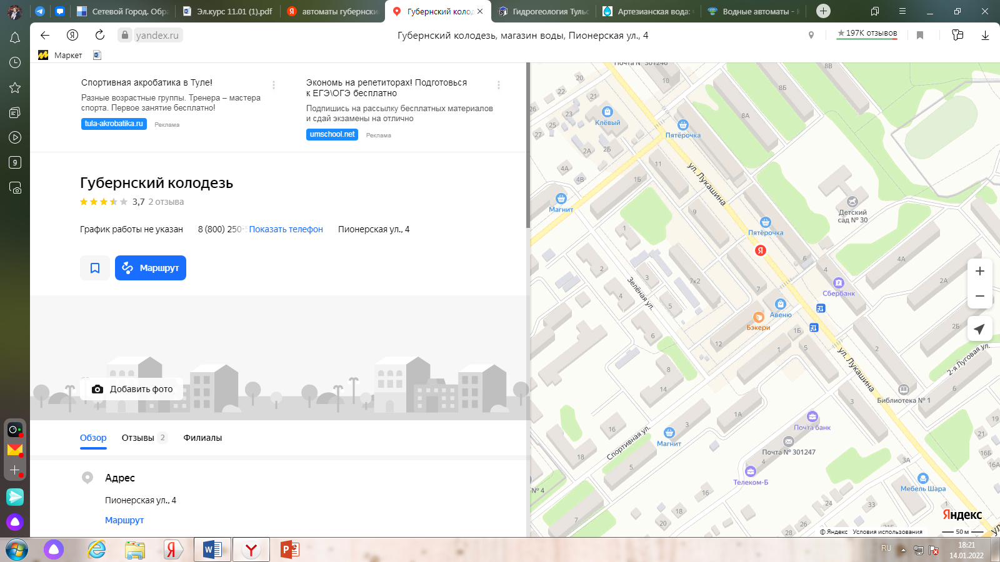 Сетевой Город. Обра
Эл.курс 11.01 (1).pdf
автоматы губернски
Губернский колод
Гидрогеология Тульс
Артезианская вода:
Водные автоматы -
yandex.ru
Губернский колодезь, магазин воды, Пионерская ул., 4
★197K отзывов
Маркет
Спортивная акробатика в Туле!
Разные возрастные группы. Тренера – мастера
спорта. Первое занятие бесплатно!
tula-akrobatika.ru Реклама
Экономь на репетиторах! Подготовься
к ЕГЭ\ОГЭ бесплатно
Подпишись на рассылку бесплатных материалов
и сдай экзамены на отлично
umschool.net Реклама
Губернский колодезь
3,7 2 отзыва
График работы не указан 8 (800) 250- Показать телефон Пионерская ул., 4
Маршрут
Добавить фото
Обзор Отзывы 2 Филиалы
Адрес
Пионерская ул., 4
Маршрут
9
Почта № 301246
8В
20
10
22
21
26
23
25
27
Клёвый
8А
Пятёрочка
2А
2Б
4А
4В
11
1Б
ул. Лукашина
Магнит
9
Детский
сад № 30
1
Пятёрочка
Я
6
4А
2
3
4
7к2
7
4
Сбербанк
2А
Зелёная ул.
5
Авеню
Бэкери
2Б
6
12
1Б
1
5
2
ул. Лукашина
2-я Луговая ул.
8
14
3
Библиотека № 1
6
1А
3
Почта банк
19
16
Спортивная ул.
Магнит
21
Почта № 301247
4
18
5
16Б
3А
16А
Телеком-Б
Мебель Шара
№ 4
16
24
26
1
7
18
20
22
32
33
28
21Б
Яндекс
© Яндекс Условия использования
50 м
RU
18:21
14.01.2022